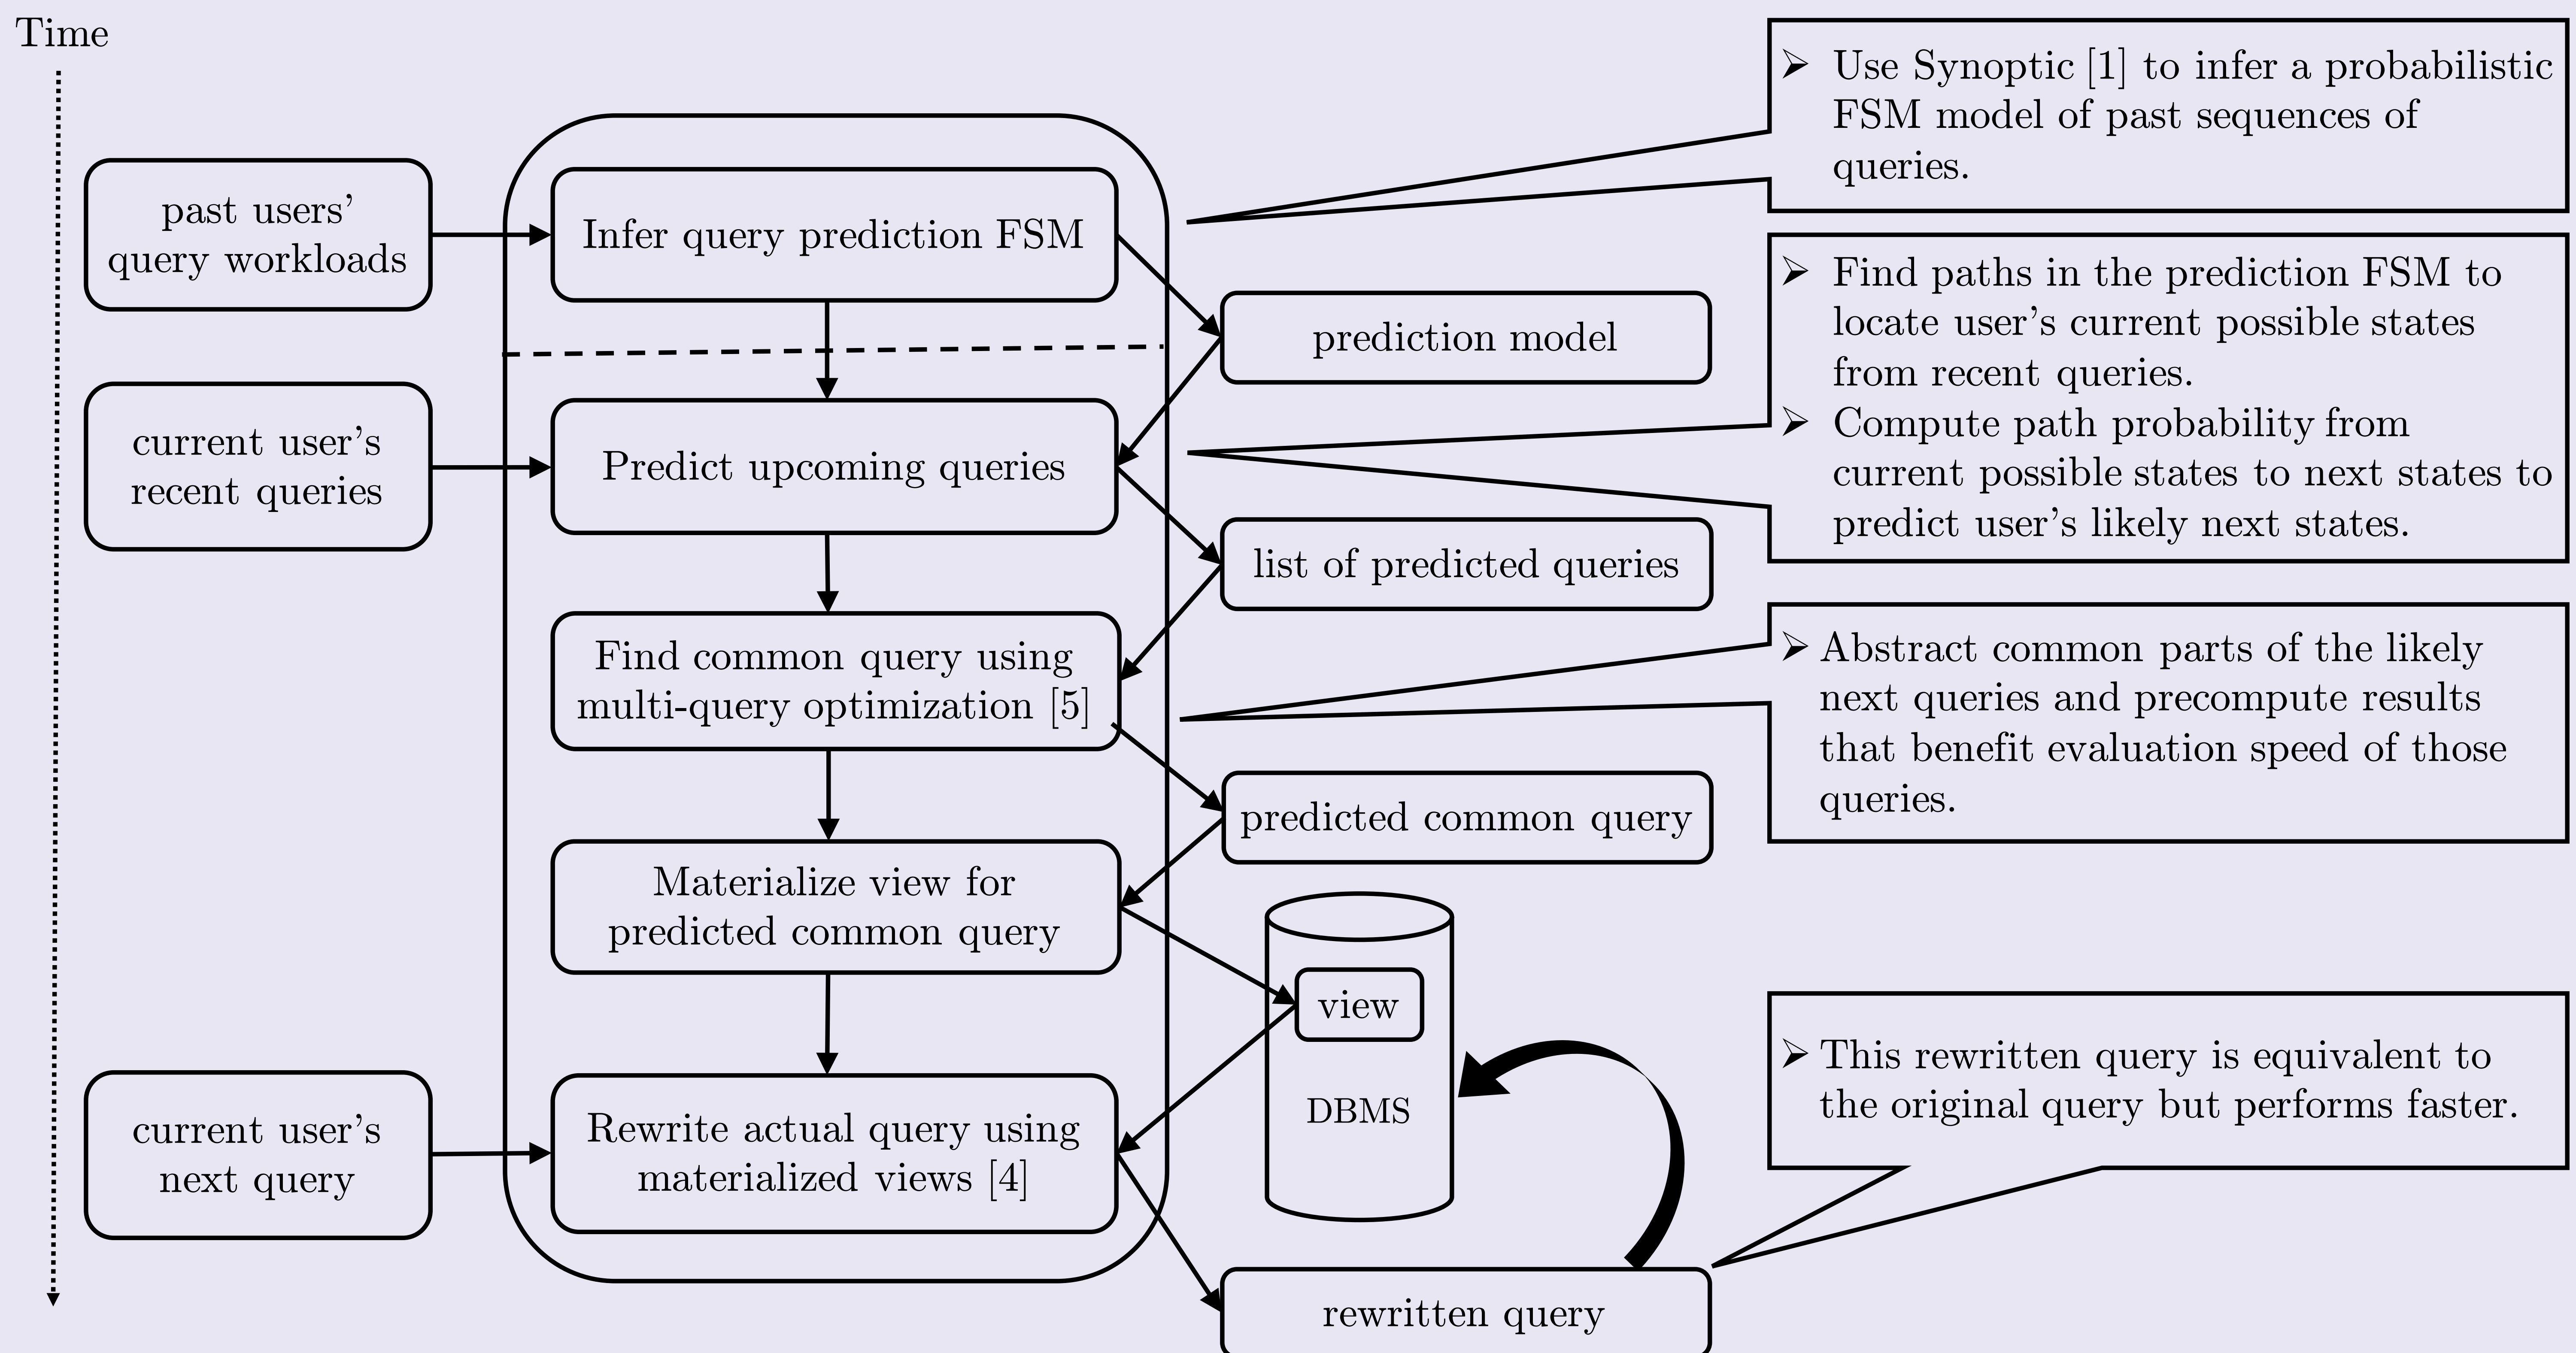 Time
past users'
query workloads
current user's
recent queries
current user's
next query
Infer query prediction FSM
Predict upcoming queries
Find common query using
multi-query optimization [5]
Materialize view for
predicted common query
Rewrite actual query using
materialized views [4]
prediction model
list of predicted queries
predicted common query
view
DBMS
rewritten query
➢ Use Synoptic [1] to infer a probabilistic
FSM model of past sequences of
queries.
➢ Find paths in the prediction FSM to
locate user's current possible states
from recent queries.
➢ Compute path probability from
current possible states to next states to
predict user's likely next states.
➢ Abstract common parts of the likely
next queries and precompute results
that benefit evaluation speed of those
queries.
➢ This rewritten query is equivalent to
the original query but performs faster.